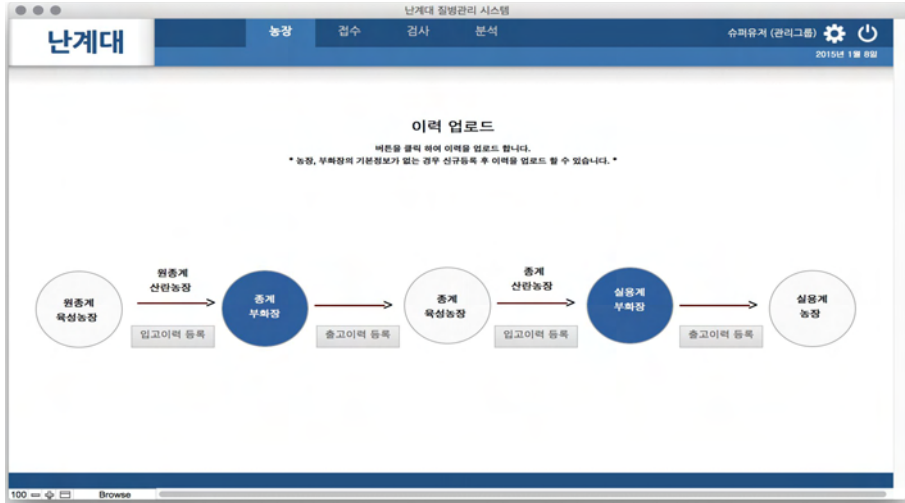 난계대 질병관리 시스템
난계대
농장 접수 검사 분석
슈퍼유저 (관리그룹)
2015년 1월 8일
이력 업로드
버튼을 클릭 하여 이력을 업로드 합니다.
* 농장, 부화장의 기본정보가 없는 경우 신규등록 후 이력을 업로드 할 수 있습니다. *
원종계
육성농장
원종계
산란농장
입고이력 등록
종계
부화장
출고이력 등록
종계
육성농장
종계
산란농장
입고이력 등록
실용계
부화장
출고이력 등록
실용계
농장
100
Browse